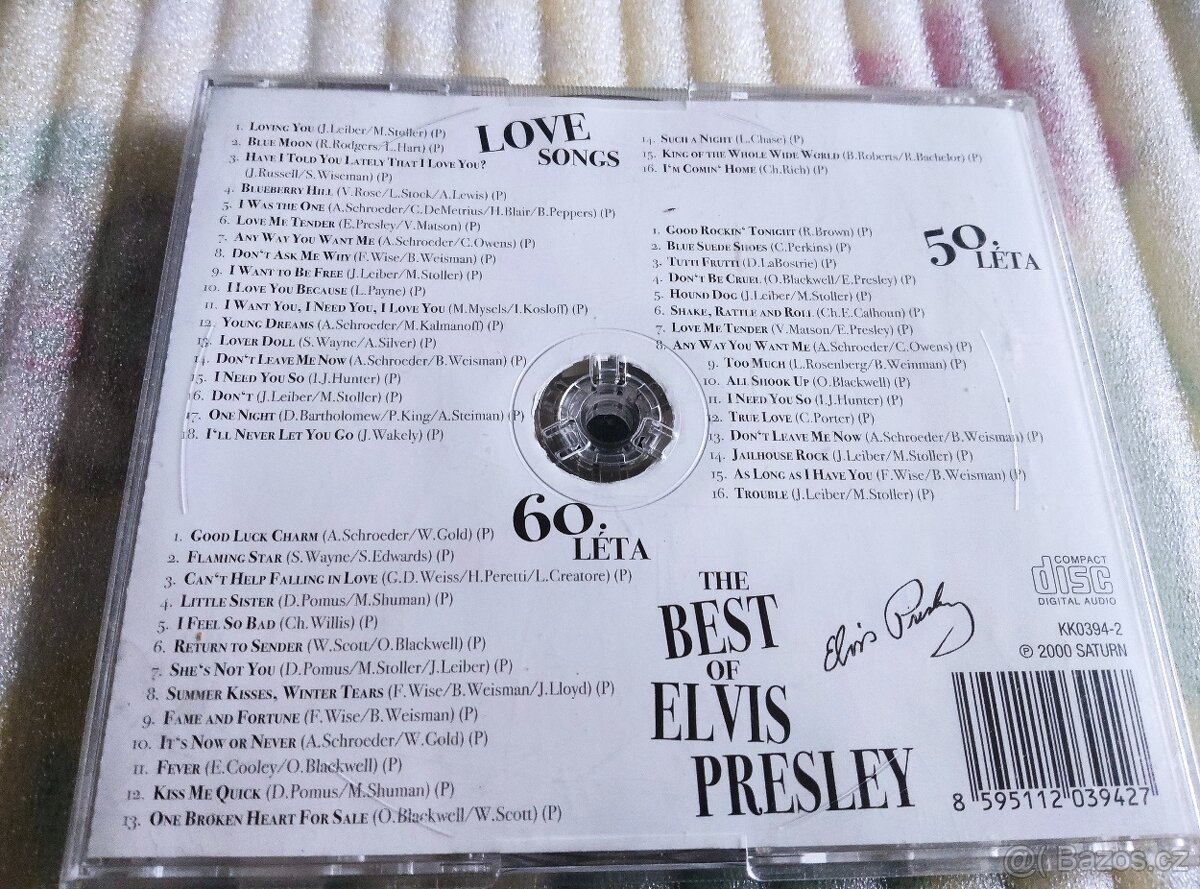 LOVE
SONGS
1. LOVING YOU (J.Leiber/M.Stoller) (P)
2. BLUE MOON (R.Rodgers/L.Hart) (P)
3. HAVE I TOLD YOU LATELY THAT I LOVE YOU?
(J.Russell/S.Wiseman) (P)
4. BLUEBERRY HILL (V.Rose/L.Stock/A.Lewis) (P)
5. I WAS THE ONE (A.Schroeder/C.DeMetrius/H.Blair/B.Peppers) (P)
6. LOVE ME TENDER (E.Presley/V.Matson) (P)
7. ANY WAY YOU WANT ME (A.Schroeder/C.Owens) (P)
8. DON'T ASK ME WHY (F.Wise/B.Weisman) (P)
9. I WANT TO BE FREE (J.Leiber/M.Stoller) (P)
10. I LOVE YOU BECAUSE (L.Payne) (P)
11. I WANT YOU, I NEED YOU, I LOVE YOU (M.Mysels/I.Kosloff) (P)
12. YOUNG DREAMS (A.Schroeder/M.Kalmanoff) (P)
13. LOVER DOLL (S.Wayne/A.Silver) (P)
14. DON'T LEAVE ME NOW (A.Schroeder/B.Weisman) (P)
15. I NEED YOU SO (I.J.Hunter) (P)
16. DON'T (J.Leiber/M.Stoller) (P)
17. ONE NIGHT (D.Bartholomew/P.King/A.Steiman) (P)
18. I'LL NEVER LET YOU GO (J.Wakely) (P)
60.
LÉTA
1. GOOD LUCK CHARM (A.Schroeder/W.Gold) (P)
2. FLAMING STAR (S.Wayne/S.Edwards) (P)
3. CAN'T HELP FALLING IN LOVE (G.D.Weiss/H.Peretti/L.Creatore) (P)
4. LITTLE SISTER (D.Pomus/M.Shuman) (P)
5. I FEEL SO BAD (Ch.Willis) (P)
6. RETURN TO SENDER (W.Scott/O.Blackwell) (P)
7. SHE'S NOT YOU (D.Pomus/M.Stoller/J.Leiber) (P)
8. SUMMER KISSES, WINTER TEARS (F.Wise/B.Weisman/J.Lloyd) (P)
9. FAME AND FORTUNE (F.Wise/B.Weisman) (P)
10. IT'S NOW OR NEVER (A.Schroeder/W.Gold) (P)
11. FEVER (E.Cooley/O.Blackwell) (P)
12. KISS ME QUICK (D.Pomus/M.Shuman) (P)
13. ONE BROKEN HEART FOR SALE (O.Blackwell/W.Scott) (P)
14. SUCH A NIGHT (L.Chase) (P)
15. KING OF THE WHOLE WIDE WORLD (B.Roberts/R.Bachelor) (P)
16. I'M COMIN' HOME (Ch.Rich) (P)
50.
LÉTA
1. GOOD ROCKIN' TONIGHT (R.Brown) (P)
2. BLUE SUEDE SHOES (C.Perkins) (P)
3. TUTTI FRUTTI (D.LaBostrie) (P)
4. DON'T BE CRUEL (O.Blackwell/E.Presley) (P)
5. HOUND DOG (J.Leiber/M.Stoller) (P)
6. SHAKE, RATTLE AND ROLL (Ch.E.Calhoun) (P)
7. LOVE ME TENDER (V.Matson/E.Presley) (P)
8. ANY WAY YOU WANT ME (A.Schroeder/C.Owens) (P)
9. TOO MUCH (L.Rosenberg/B.Weinman) (P)
10. ALL SHOOK UP (O.Blackwell) (P)
11. I NEED YOU SO (I.J.Hunter) (P)
12. TRUE LOVE (C.Porter) (P)
13. DON'T LEAVE ME NOW (A.Schroeder/B.Weisman) (P)
14. JAILHOUSE ROCK (J.Leiber/M.Stoller) (P)
15. AS LONG AS I HAVE YOU (F.Wise/B.Weisman) (P)
16. TROUBLE (J.Leiber/M.Stoller) (P)
THE
BEST
OF
ELVIS
PRESLEY
Elvis Presley
COMPACT
disc
DIGITAL AUDIO
KK0394-2
℗ 2000 SATURN
8 595112 039427
@( Bazos.cz